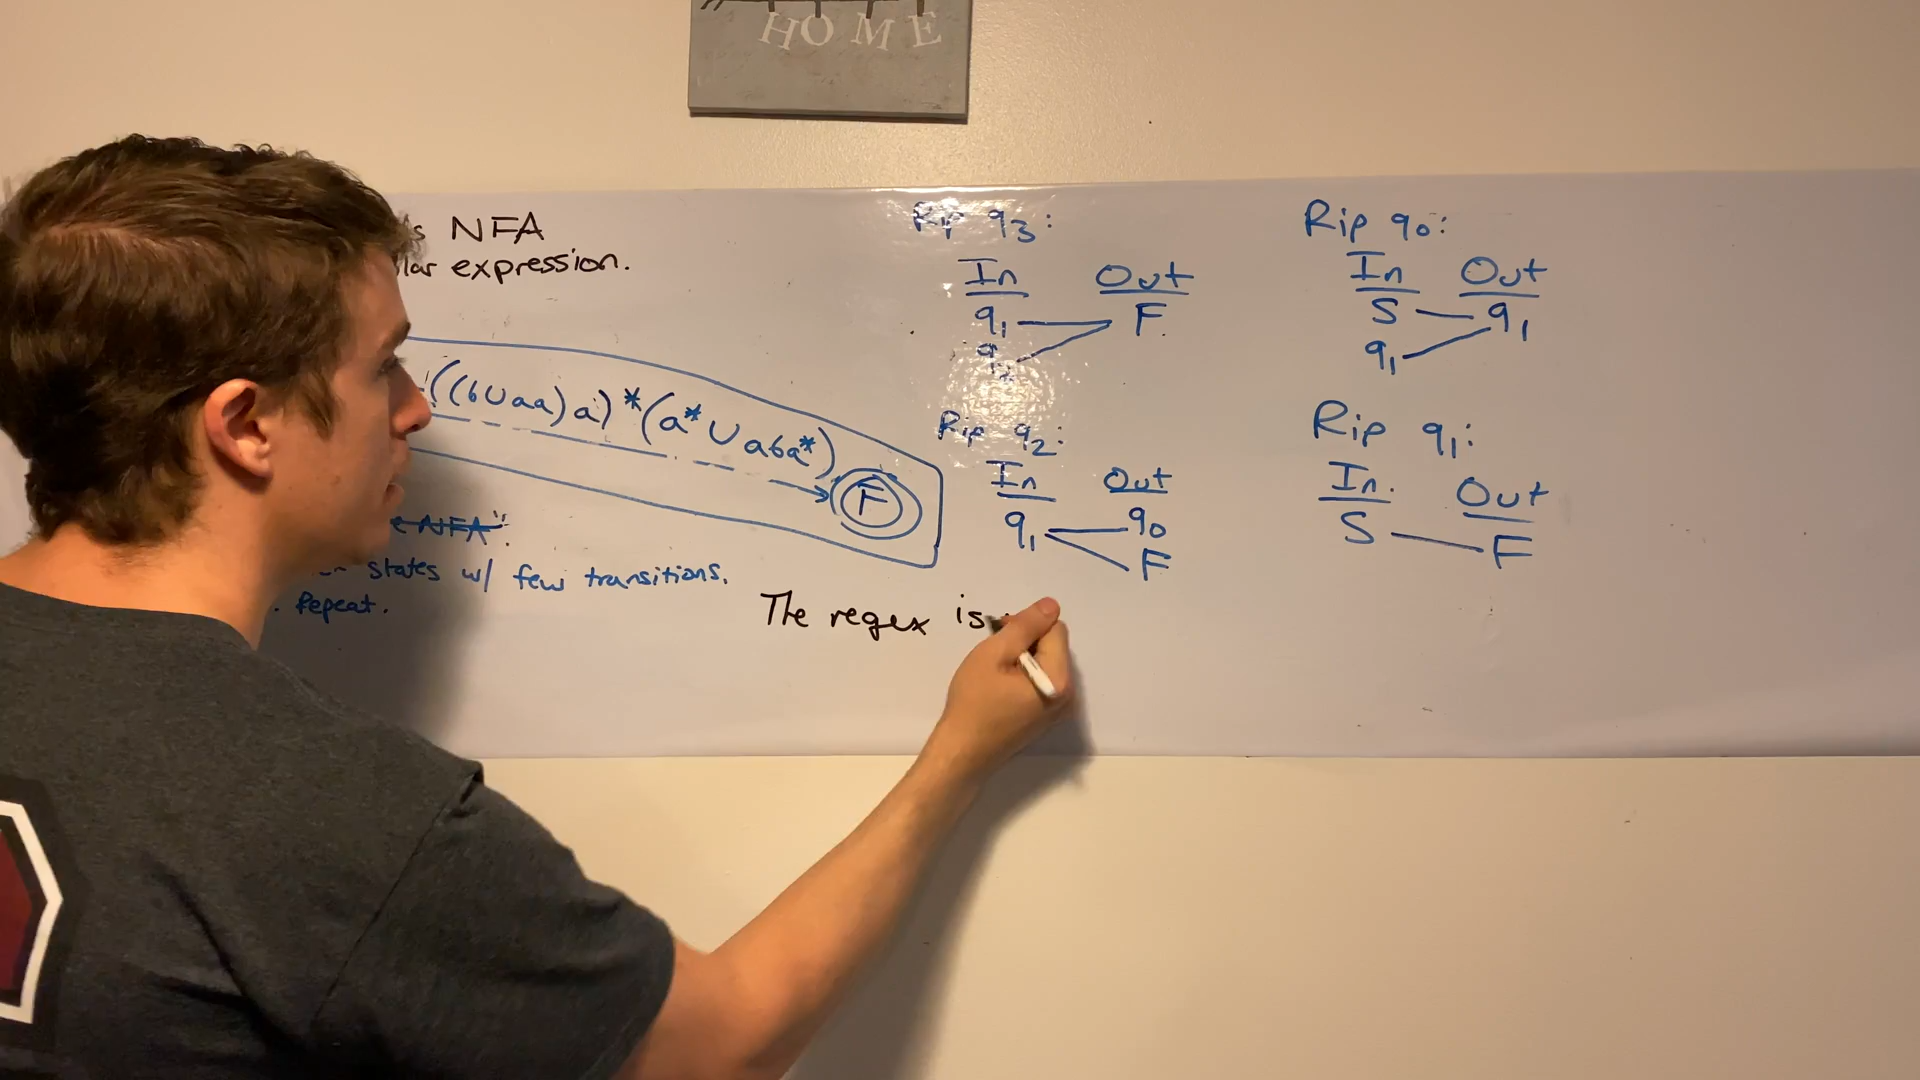 HOME
NFA
expression.
((bUaa)a)*(a*Uaba*)
F
NFA".
states w/ few transitions.
. Repeat.
Rip q3:
In Out
q1 F
q2
Rip q2:
In Out
q1 q0
F
Rip q0:
In Out
S q1
q1
Rip q1:
In Out
S F
The regex is